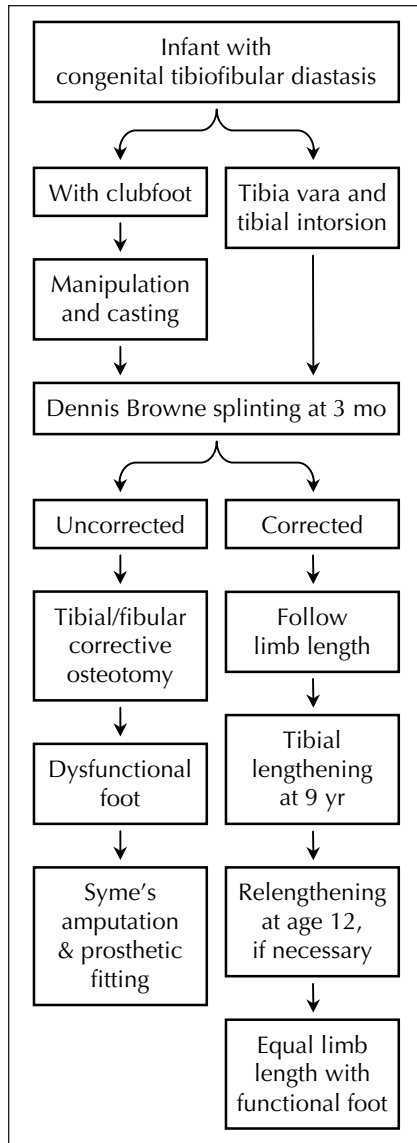 Infant with
congenital tibiofibular diastasis
With clubfoot
Tibia vara and
tibial intorsion
Manipulation
and casting
Dennis Browne splinting at 3 mo
Uncorrected
Corrected
Tibial/fibular
corrective
osteotomy
Follow
limb length
Dysfunctional
foot
Tibial
lengthening
at 9 yr
Syme's
amputation
& prosthetic
fitting
Relengthening
at age 12,
if necessary
Equal limb
length with
functional foot